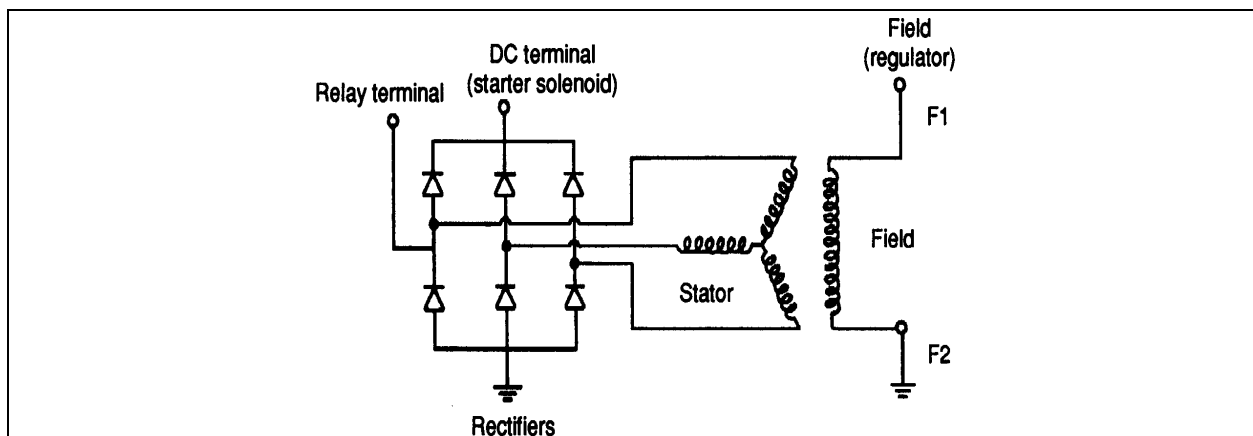 Field
(regulator)
DC terminal
(starter solenoid)
Relay terminal
F1
Field
Stator
F2
Rectifiers